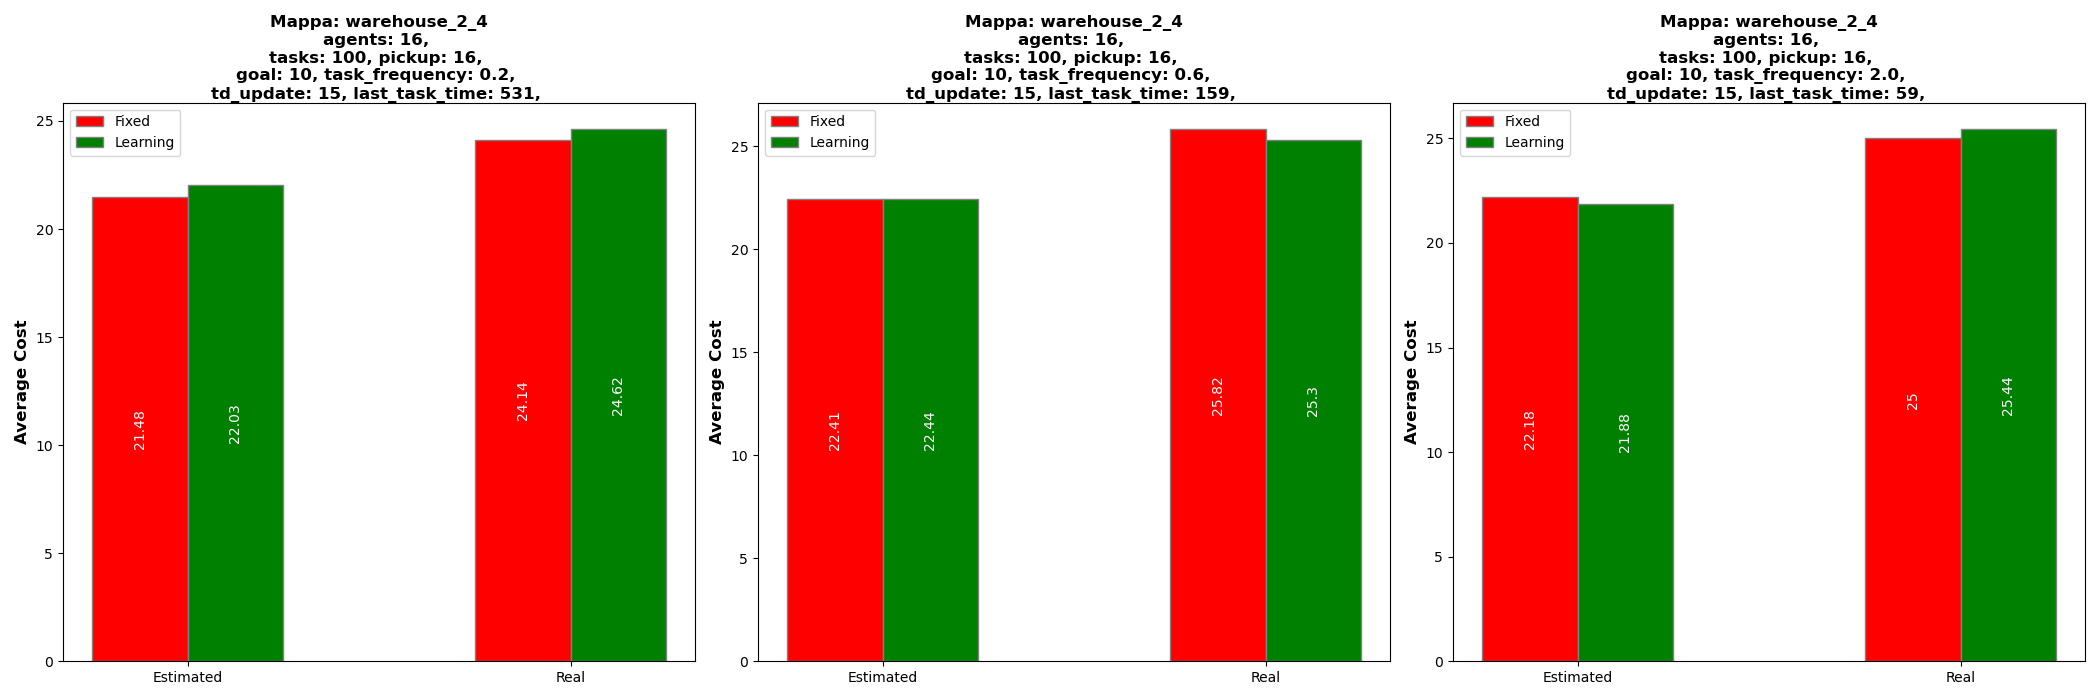 Mappa: warehouse_2_4
agents: 16,
tasks: 100, pickup: 16,
goal: 10, task_frequency: 0.2,
td_update: 15, last_task_time: 531,
Fixed
Learning
Average Cost
25
20
15
10
5
0
21.48
22.03
24.14
24.62
Estimated
Real
Mappa: warehouse_2_4
agents: 16,
tasks: 100, pickup: 16,
goal: 10, task_frequency: 0.6,
td_update: 15, last_task_time: 159,
Fixed
Learning
Average Cost
25
20
15
10
5
0
22.41
22.44
25.82
25.3
Estimated
Real
Mappa: warehouse_2_4
agents: 16,
tasks: 100, pickup: 16,
goal: 10, task_frequency: 2.0,
td_update: 15, last_task_time: 59,
Fixed
Learning
Average Cost
25
20
15
10
5
0
22.18
21.88
25
25.44
Estimated
Real